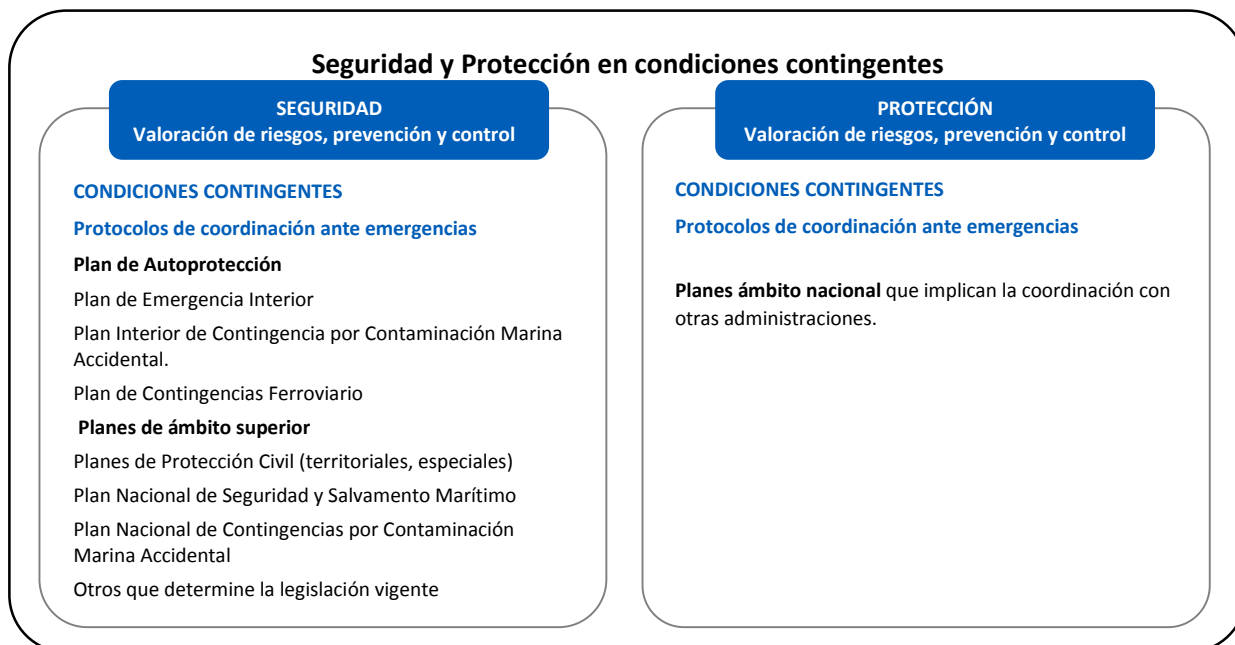 Seguridad y Protección en condiciones contingentes
SEGURIDAD
Valoración de riesgos, prevención y control
CONDICIONES CONTINGENTES
Protocolos de coordinación ante emergencias
Plan de Autoprotección
Plan de Emergencia Interior
Plan Interior de Contingencia por Contaminación Marina
Accidental.
Plan de Contingencias Ferroviario
Planes de ámbito superior
Planes de Protección Civil (territoriales, especiales)
Plan Nacional de Seguridad y Salvamento Marítimo
Plan Nacional de Contingencias por Contaminación
Marina Accidental
Otros que determine la legislación vigente
PROTECCIÓN
Valoración de riesgos, prevención y control
CONDICIONES CONTINGENTES
Protocolos de coordinación ante emergencias
Planes ámbito nacional que implican la coordinación con
otras administraciones.